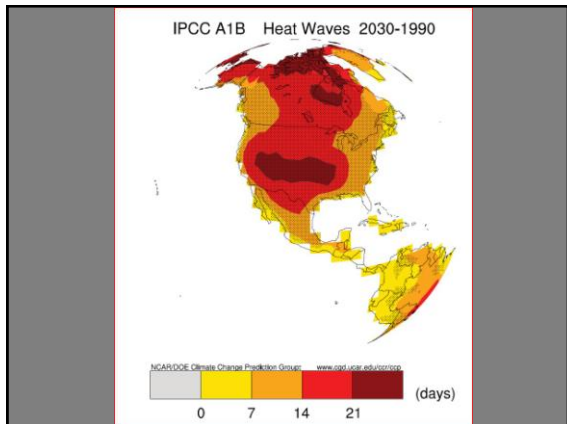 IPCC A1B Heat Waves 2030-1990
NCAR/DOE Climate Change Prediction Group: www.cgd.ucar.edu/ccr/ccp
(days)
0 7 14 21